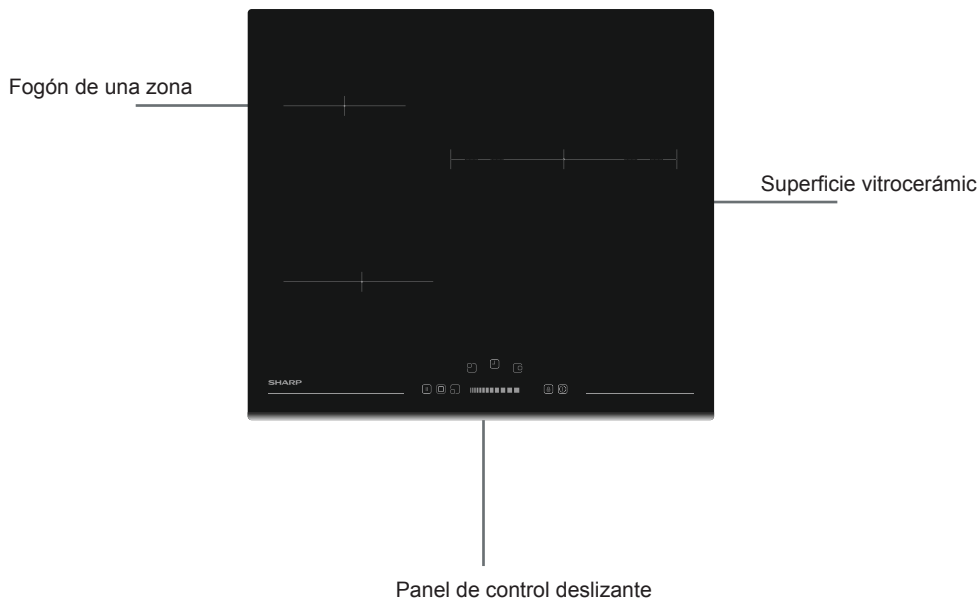 Fogón de una zona
Superficie vitrocerámic
SHARP
Panel de control deslizante